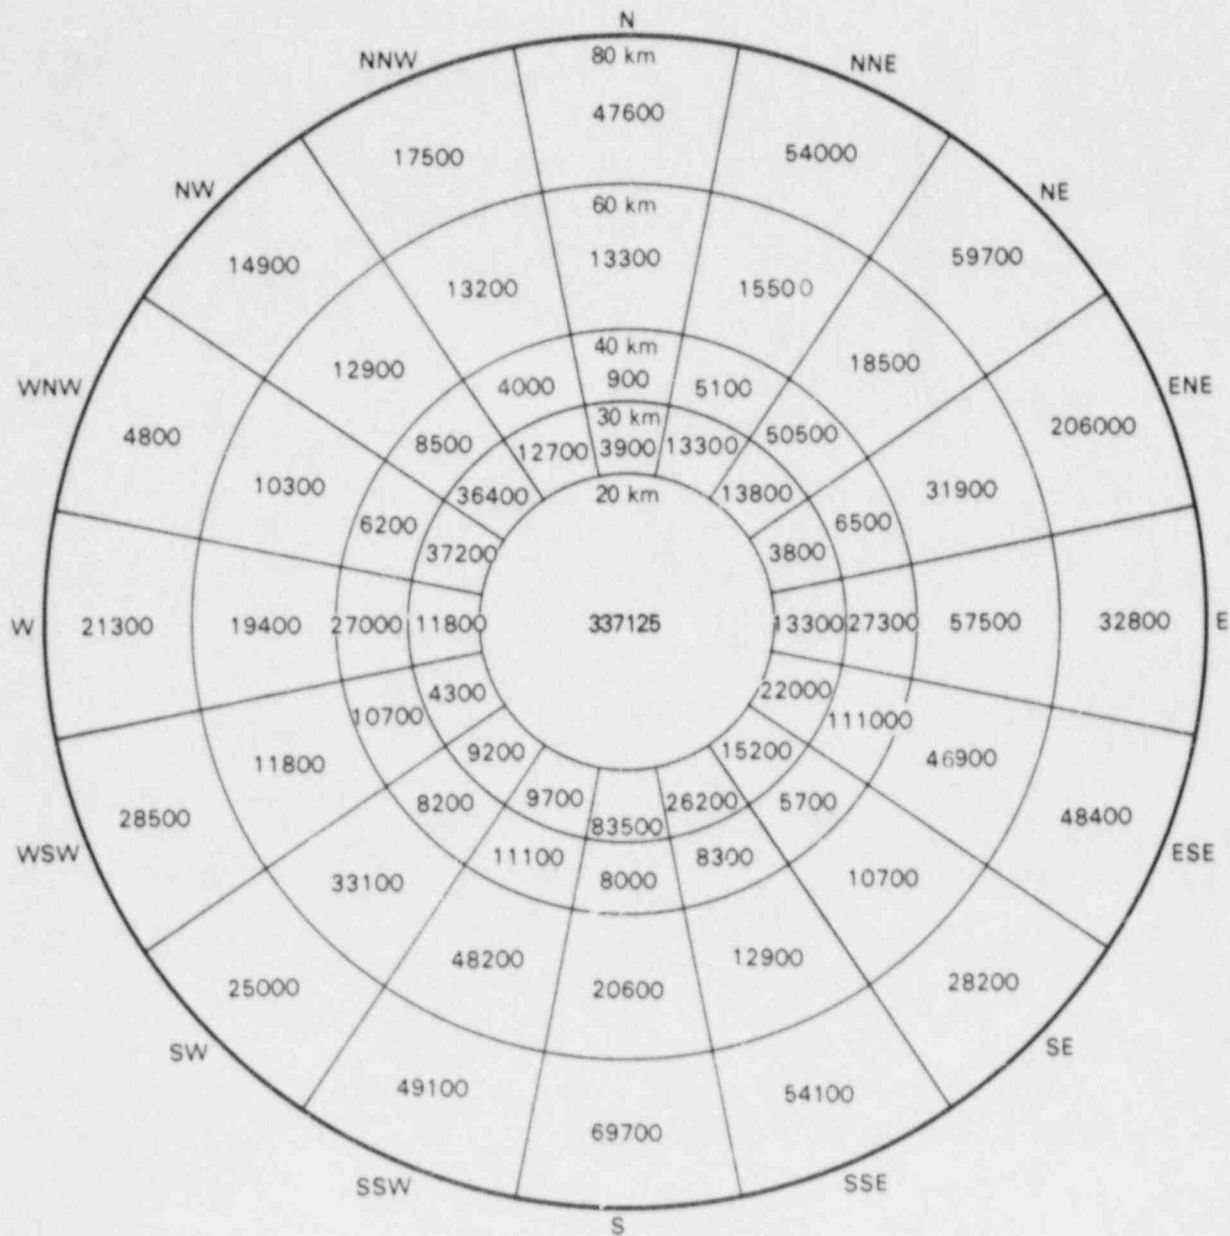 N
NNW 80 km NNE
47600
17500 54000
NW 60 km NE
14900 13300 59700
13200 15500
40 km
12900 18500
WNW 4000 900 5100 ENE
4800 30 km 206000
8500 12700 3900 13300 50500
10300 36400 20 km 13800 31900
6200 6500
37200 3800
W 21300 19400 27000 11800 337125 13300 27300 57500 32800 E
4300 22000
10700 111000
11800 9200 15200 46900
28500 8200 9700 26200 5700 48400
83500
WSW 11100 8300 ESE
33100 8000 10700
48200 12900
25000 20600 28200
SW SE
49100 54100
69700
SSW SSE
S